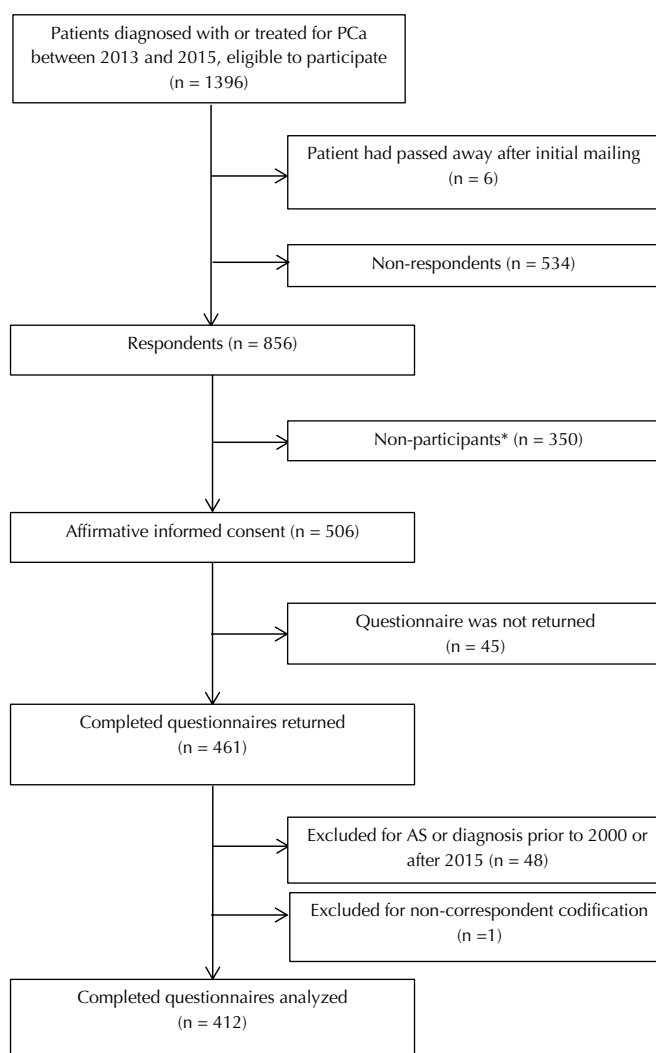 Patients diagnosed with or treated for PCa
between 2013 and 2015, eligible to participate
(n = 1396)
Patient had passed away after initial mailing
(n = 6)
Non-respondents (n = 534)
Respondents (n = 856)
Non-participants* (n = 350)
Affirmative informed consent (n = 506)
Questionnaire was not returned
(n = 45)
Completed questionnaires returned
(n = 461)
Excluded for AS or diagnosis prior to 2000 or
after 2015 (n = 48)
Excluded for non-correspondent codification
(n =1)
Completed questionnaires analyzed
(n = 412)